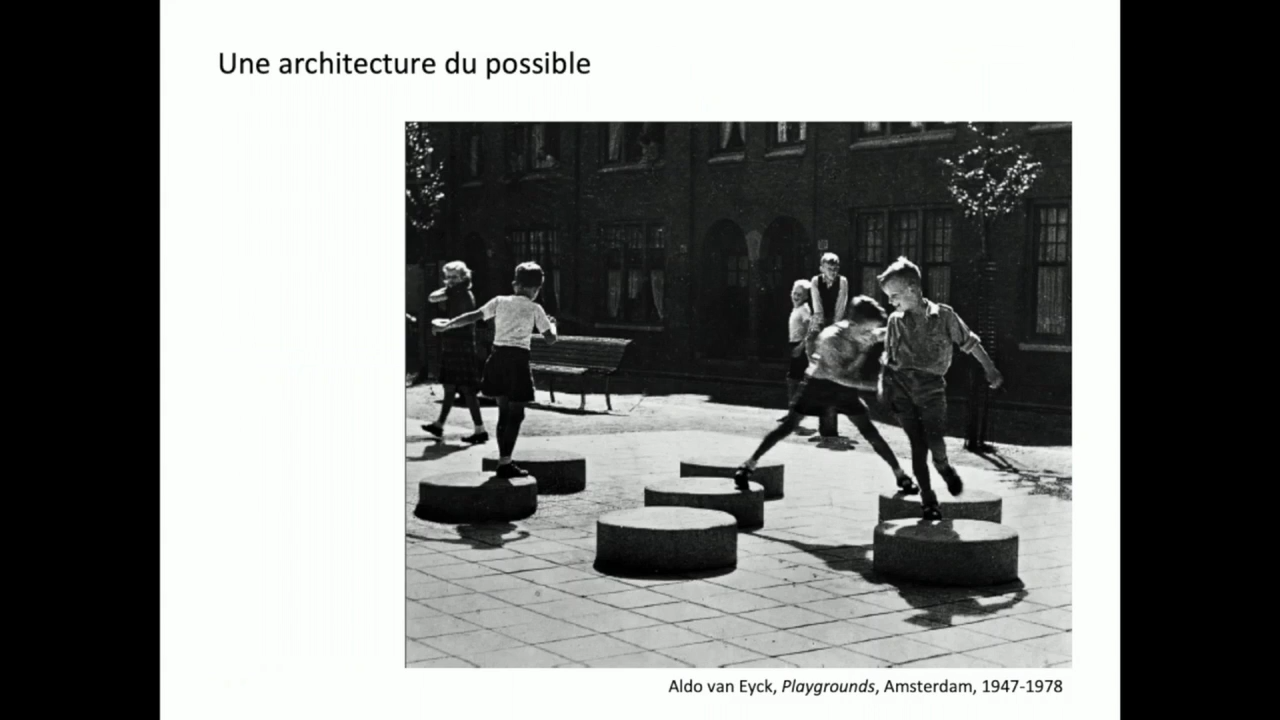 Une architecture du possible
Aldo van Eyck, Playgrounds, Amsterdam, 1947-1978